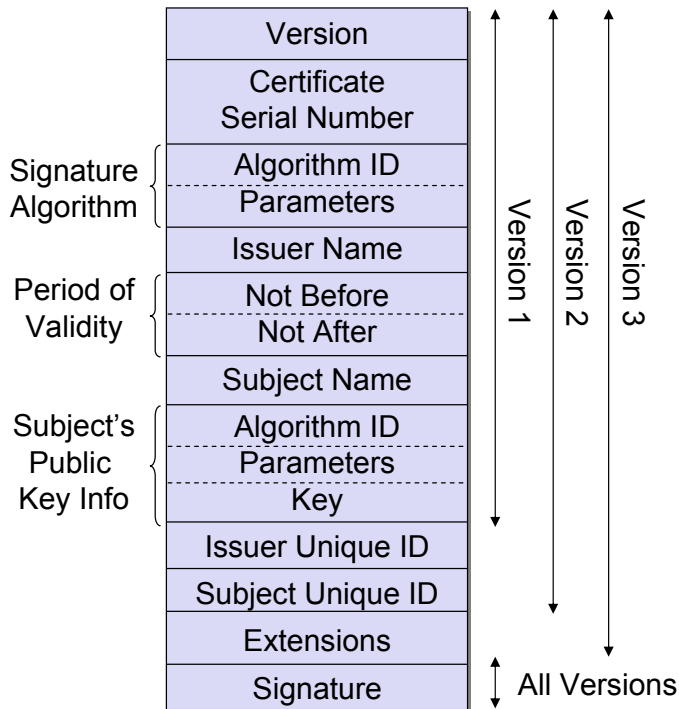 Version
Certificate
Serial Number
Signature
Algorithm
Algorithm ID
Parameters
Issuer Name
Period of
Validity
Not Before
Not After
Subject Name
Subject's
Public
Key Info
Algorithm ID
Parameters
Key
Issuer Unique ID
Subject Unique ID
Extensions
Signature
Version 1
Version 2
Version 3
All Versions